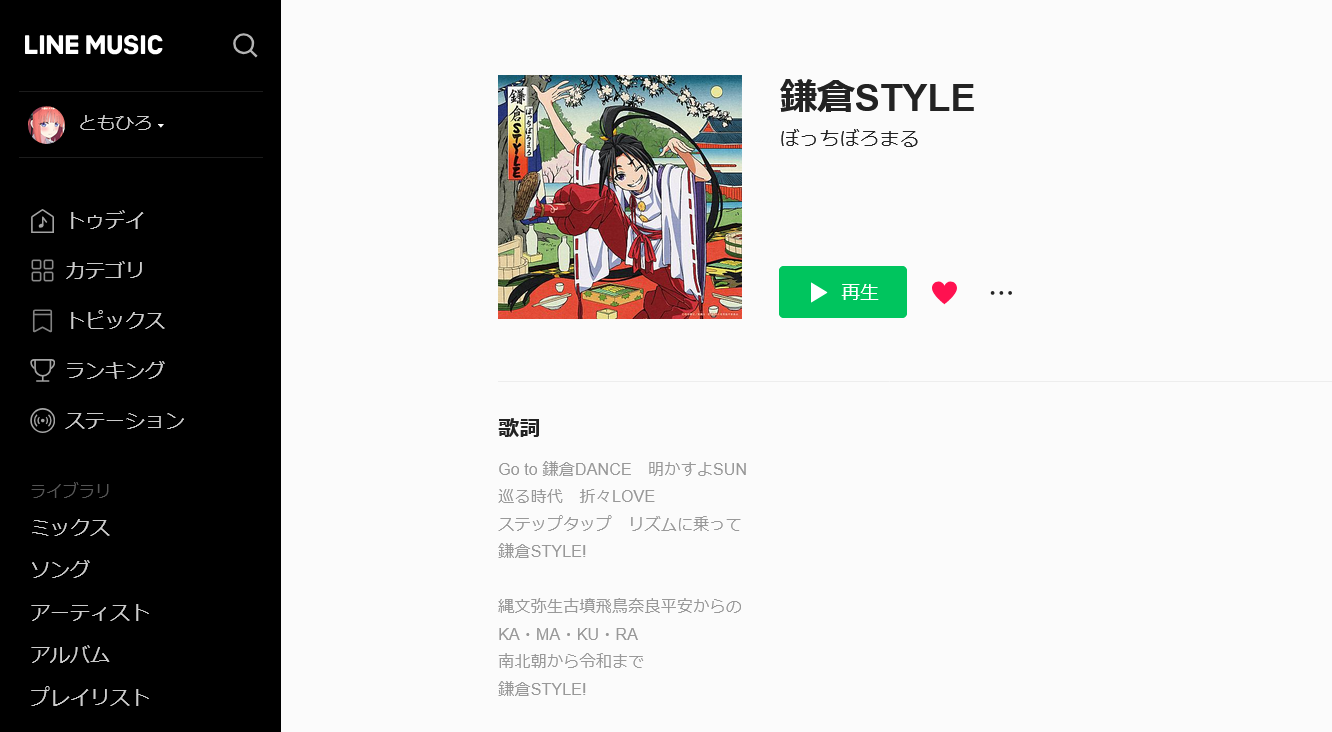 LINE MUSIC
ともひろ
トゥデイ
カテゴリ
トピックス
ランキング
ステーション
ライブラリ
ミックス
ソング
アーティスト
アルバム
プレイリスト
鎌倉STYLE
ぼっちぼろまる
鎌倉STYLE
ぼっちぼろまる
再生
歌詞
Go to 鎌倉DANCE　明かすよSUN
巡る時代　折々LOVE
ステップタップ　リズムに乗って
鎌倉STYLE!
縄文弥生古墳飛鳥奈良平安からの
KA・MA・KU・RA
南北朝から令和まで
鎌倉STYLE!